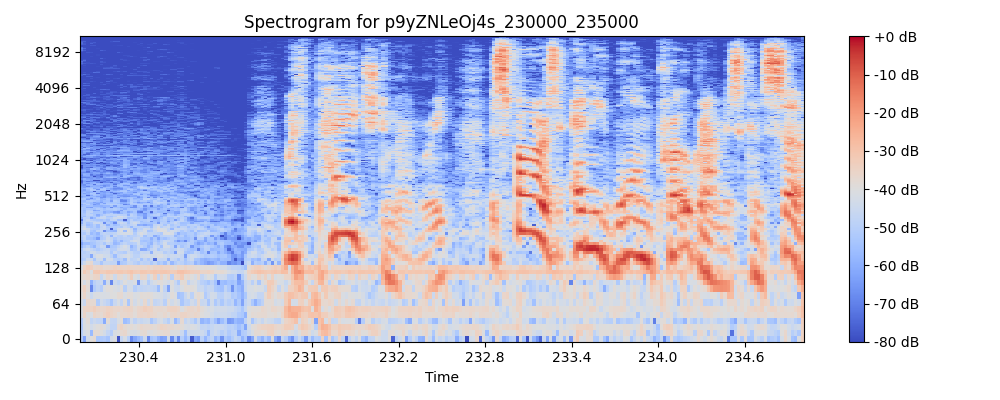 Spectrogram for p9yZNLeOj4s_230000_235000
+0 dB
8192
-10 dB
4096
-20 dB
2048
-30 dB
1024
Hz
512
-40 dB
256
-50 dB
128
-60 dB
64
-70 dB
0
-80 dB
230.4 231.0 231.6 232.2 232.8 233.4 234.0 234.6
Time